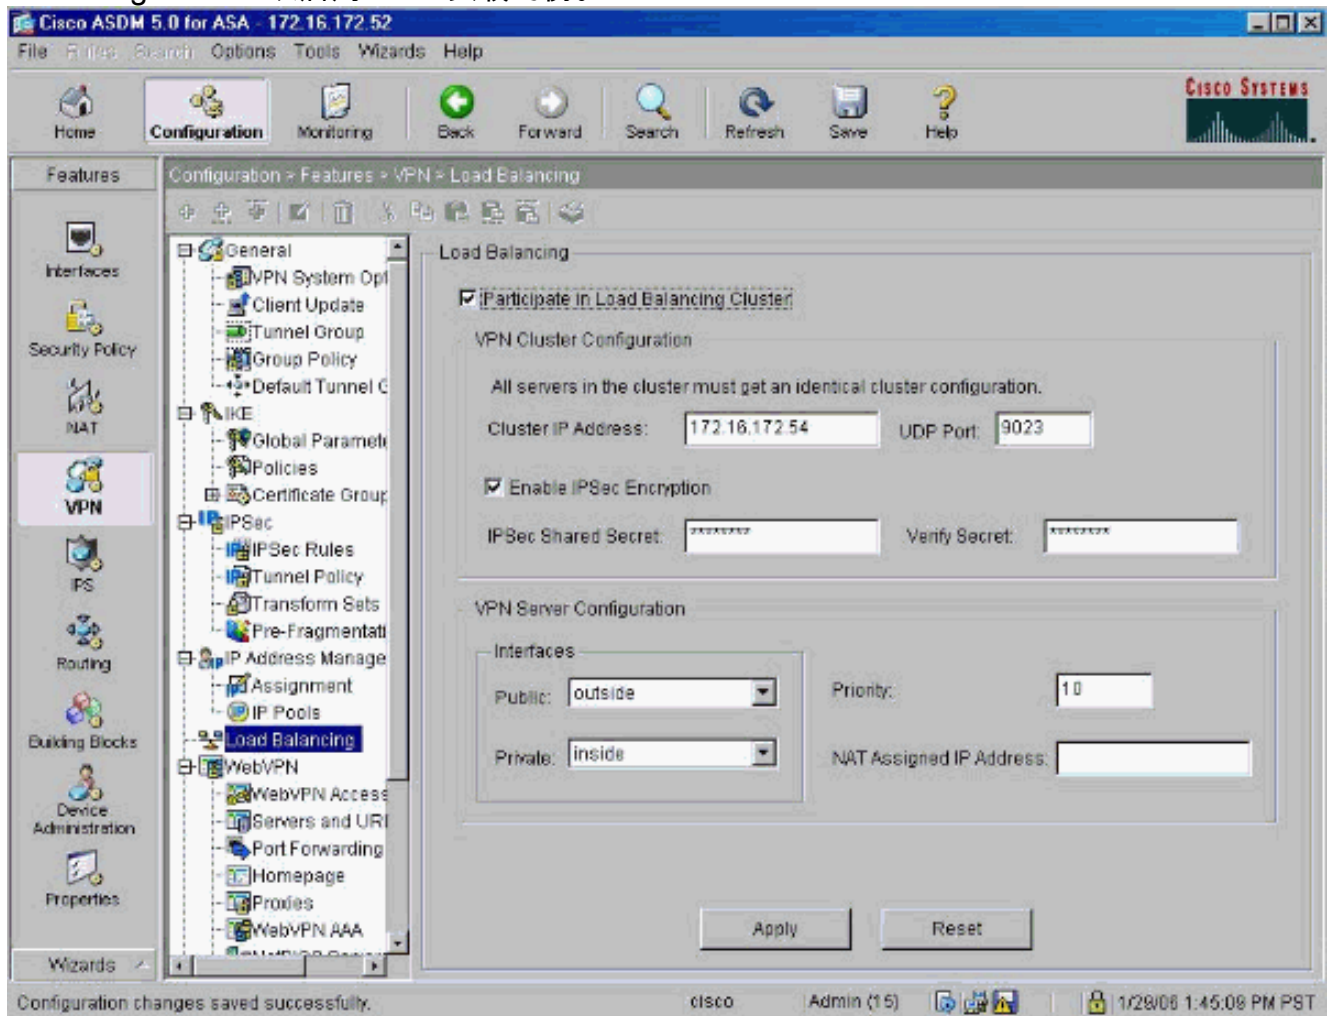 Cisco ASDM 5.0 for ASA - 172.16.172.52
File Rules Search Options Tools Wizards Help
Home Configuration Monitoring Back Forward Search Refresh Save Help
CISCO SYSTEMS
Features
Configuration > Features > VPN > Load Balancing
Interfaces
Security Policy
NAT
VPN
IPS
Routing
Building Blocks
Device
Administration
Properties
Wizards
General
VPN System Opt
Client Update
Tunnel Group
Group Policy
Default Tunnel G
IKE
Global Paramete
Policies
Certificate Group
IPSec
IPSec Rules
Tunnel Policy
Transform Sets
Pre-Fragmentati
IP Address Manage
Assignment
IP Pools
Load Balancing
WebVPN
WebVPN Access
Servers and URL
Port Forwarding
Homepage
Proxies
WebVPN AAA
Load Balancing
Participate in Load Balancing Cluster
VPN Cluster Configuration
All servers in the cluster must get an identical cluster configuration.
Cluster IP Address: 172.16.172.54 UDP Port: 9023
Enable IPSec Encryption
IPSec Shared Secret: ******** Verify Secret: ********
VPN Server Configuration
Interfaces
Public: outside
Priority: 10
Private: inside
NAT Assigned IP Address:
Apply Reset
Configuration changes saved successfully. cisco Admin (15) 1/29/06 1:45:09 PM PST